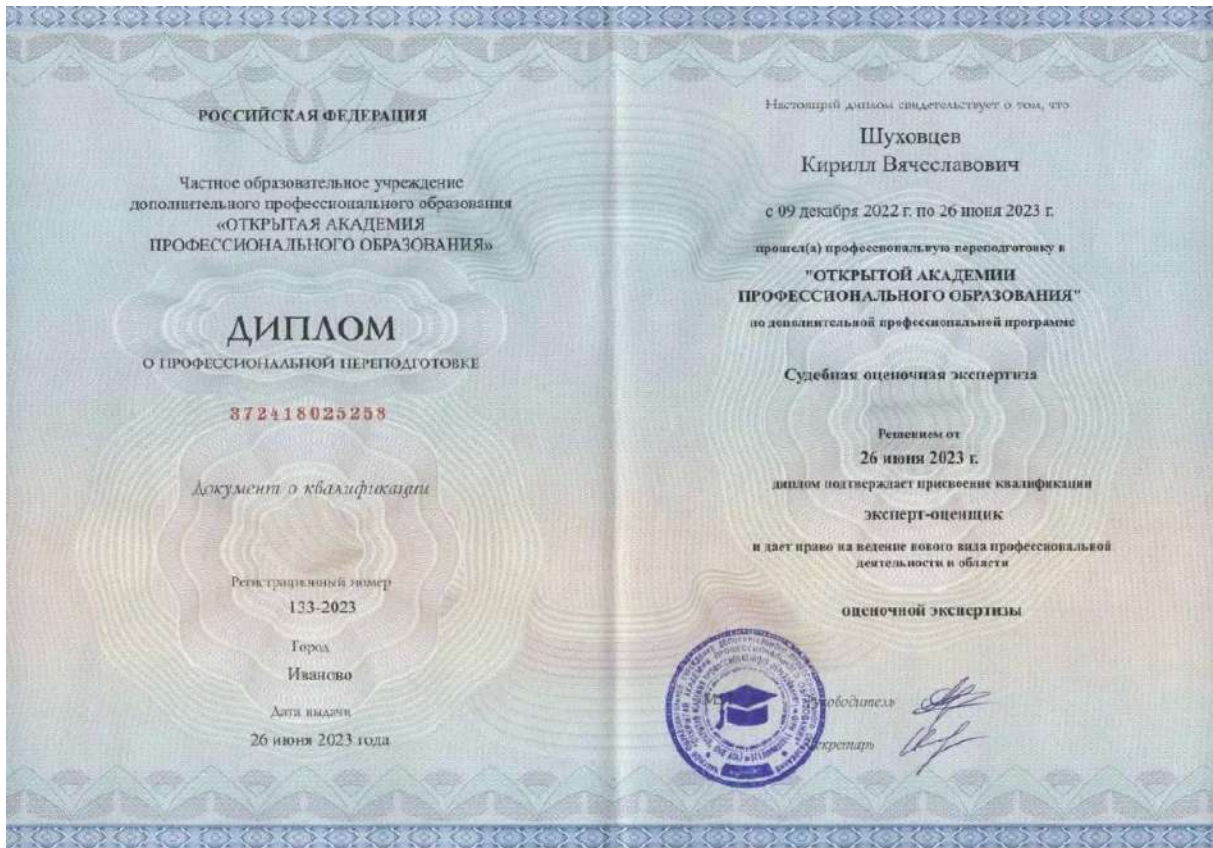 РОССИЙСКАЯ ФЕДЕРАЦИЯ
Частное образовательное учреждение
дополнительного профессионального образования
«ОТКРЫТАЯ АКАДЕМИЯ
ПРОФЕССИОНАЛЬНОГО ОБРАЗОВАНИЯ»
ДИПЛОМ
О ПРОФЕССИОНАЛЬНОЙ ПЕРЕПОДГОТОВКЕ
372418025258
Документ о квалификации
Регистрационный номер
133-2023
Город
Иваново
Дата выдачи
26 июня 2023 года
Настоящий диплом свидетельствует о том, что
Шуховцев
Кирилл Вячеславович
с 09 декабря 2022 г. по 26 июня 2023 г.
прошел(а) профессиональную переподготовку в
"ОТКРЫТОЙ АКАДЕМИИ
ПРОФЕССИОНАЛЬНОГО ОБРАЗОВАНИЯ"
по дополнительной профессиональной программе
Судебная оценочная экспертиза
Решением от
26 июня 2023 г.
диплом подтверждает присвоение квалификации
эксперт-оценщик
и дает право на ведение нового вида профессиональной
деятельности в области
оценочной экспертизы
Руководитель
Секретарь